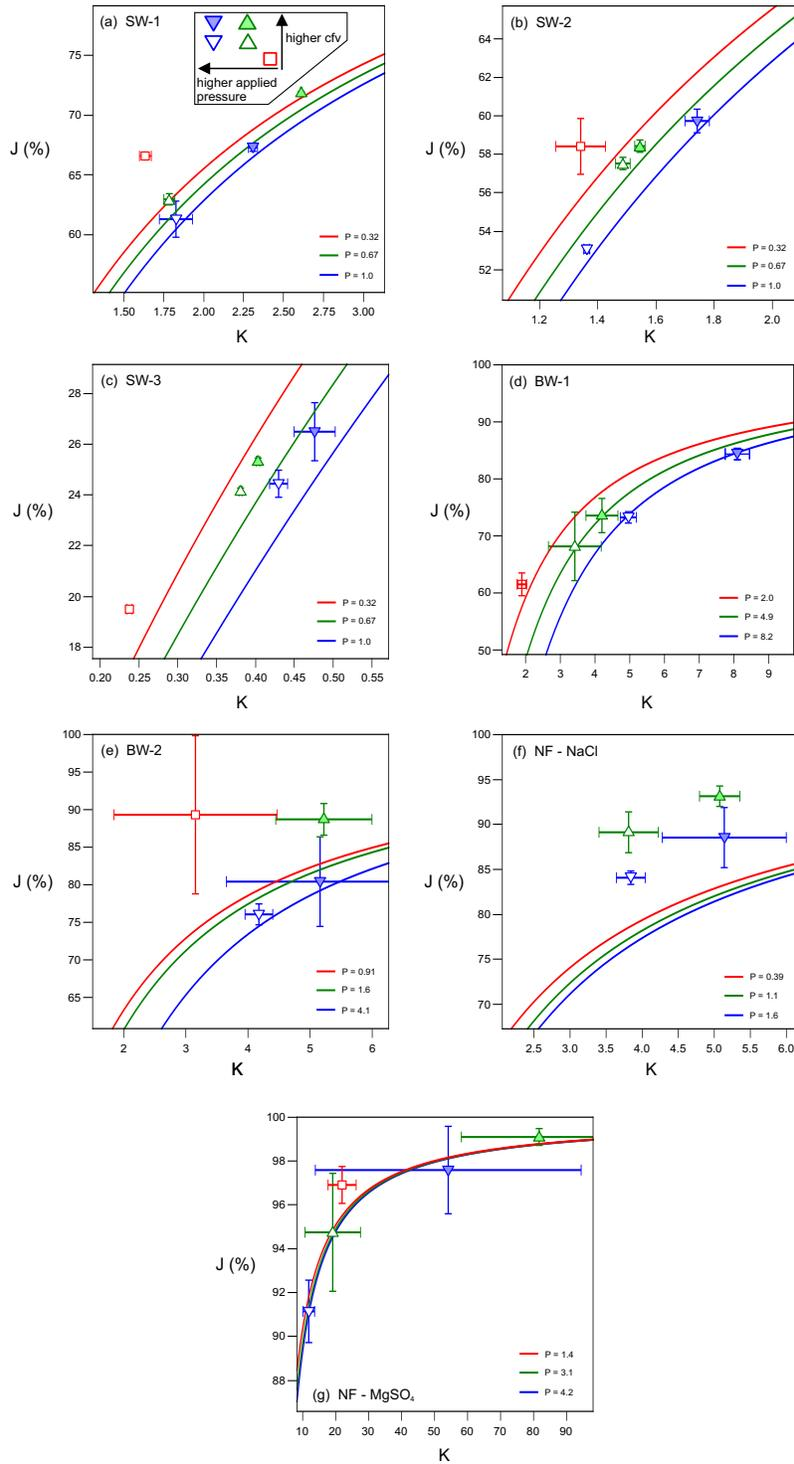 (a) SW-1
higher cfv
higher applied
pressure
75
70
65
60
J (%)
P = 0.32
P = 0.67
P = 1.0
1.50 1.75 2.00 2.25 2.50 2.75 3.00
K
(b) SW-2
64
62
60
58
56
54
52
J (%)
P = 0.32
P = 0.67
P = 1.0
1.2 1.4 1.6 1.8 2.0
K
(c) SW-3
28
26
24
22
20
18
J (%)
P = 0.32
P = 0.67
P = 1.0
0.20 0.25 0.30 0.35 0.40 0.45 0.50 0.55
K
(d) BW-1
100
90
80
70
60
50
J (%)
P = 2.0
P = 4.9
P = 8.2
2 3 4 5 6 7 8 9
K
(e) BW-2
100
95
90
85
80
75
70
65
J (%)
P = 0.91
P = 1.6
P = 4.1
2 3 4 5 6
K
(f) NF - NaCl
100
95
90
85
80
70
J (%)
P = 0.39
P = 1.1
P = 1.6
2.5 3.0 3.5 4.0 4.5 5.0 5.5 6.0
K
100
98
96
94
92
90
88
J (%)
P = 1.4
P = 3.1
P = 4.2
(g) NF - MgSO₄
10 20 30 40 50 60 70 80 90
K